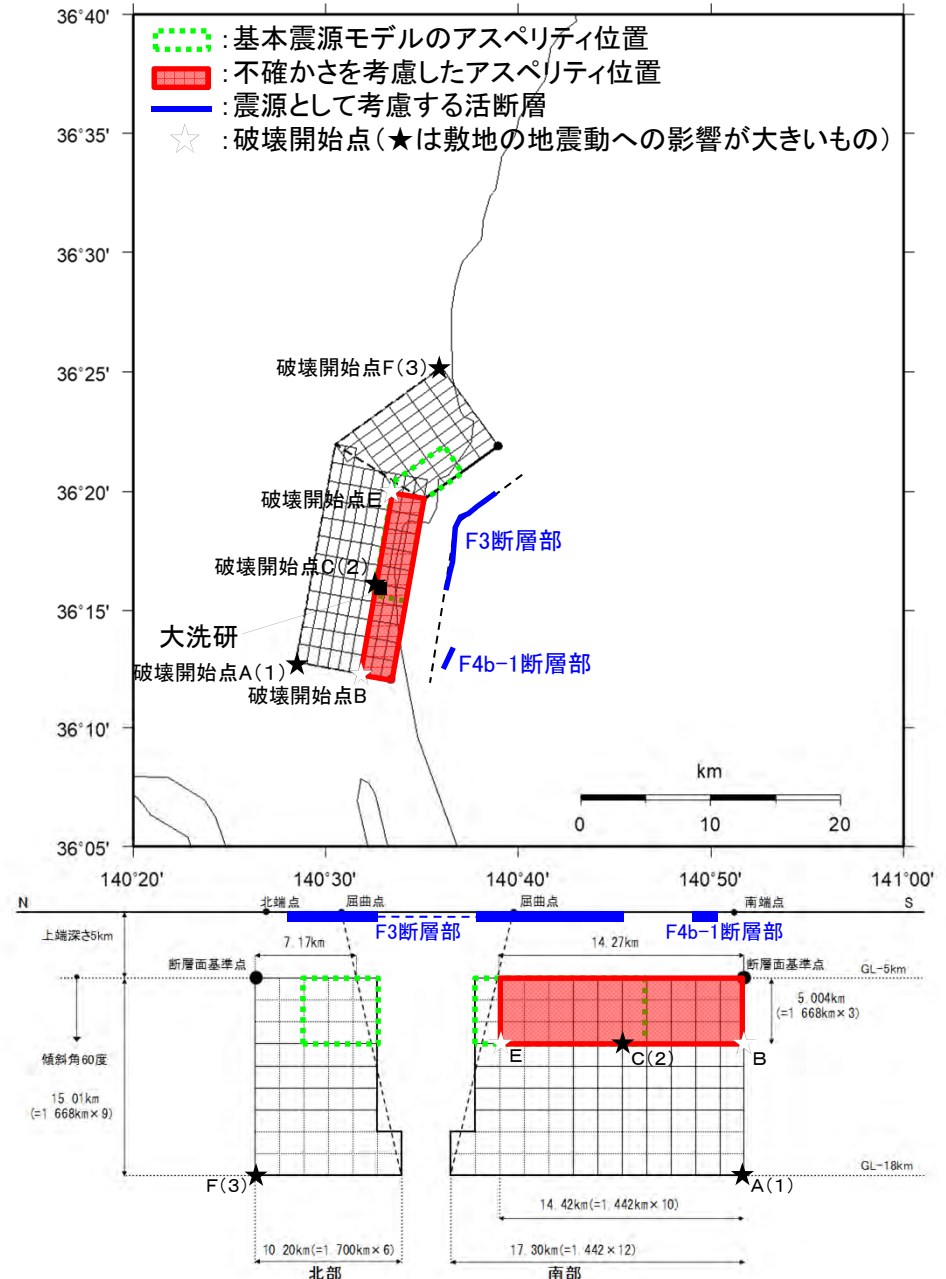 36°40'
:基本震源モデルのアスペリティ位置
:不確かさを考慮したアスペリティ位置
:震源として考慮する活断層
:破壊開始点(★は敷地の地震動への影響が大きいもの)
36°35'
36°30'
36°25'
破壊開始点F(3)
36°20'
破壊開始点E
F3断層部
破壊開始点C(2)
36°15'
大洗研
F4b-1断層部
破壊開始点A(1)
破壊開始点B
36°10'
km
0 10 20
36°05'
140°20' 140°30' 140°40' 140°50' 141°00'
N 北端点 屈曲点 屈曲点 南端点 S
上端深さ5km
F3断層部 F4b-1断層部
7.17km 14.27km
断層面基準点 断層面基準点 GL-5km
5.004km
(=1 668km×3)
傾斜角60度
E C(2) B
15.01km
(=1 668km×9)
GL-18km
F(3) A(1)
14.42km(=1.442km×10)
10.20km(=1.700km×6) 17.30km(=1.442×12)
北部 南部